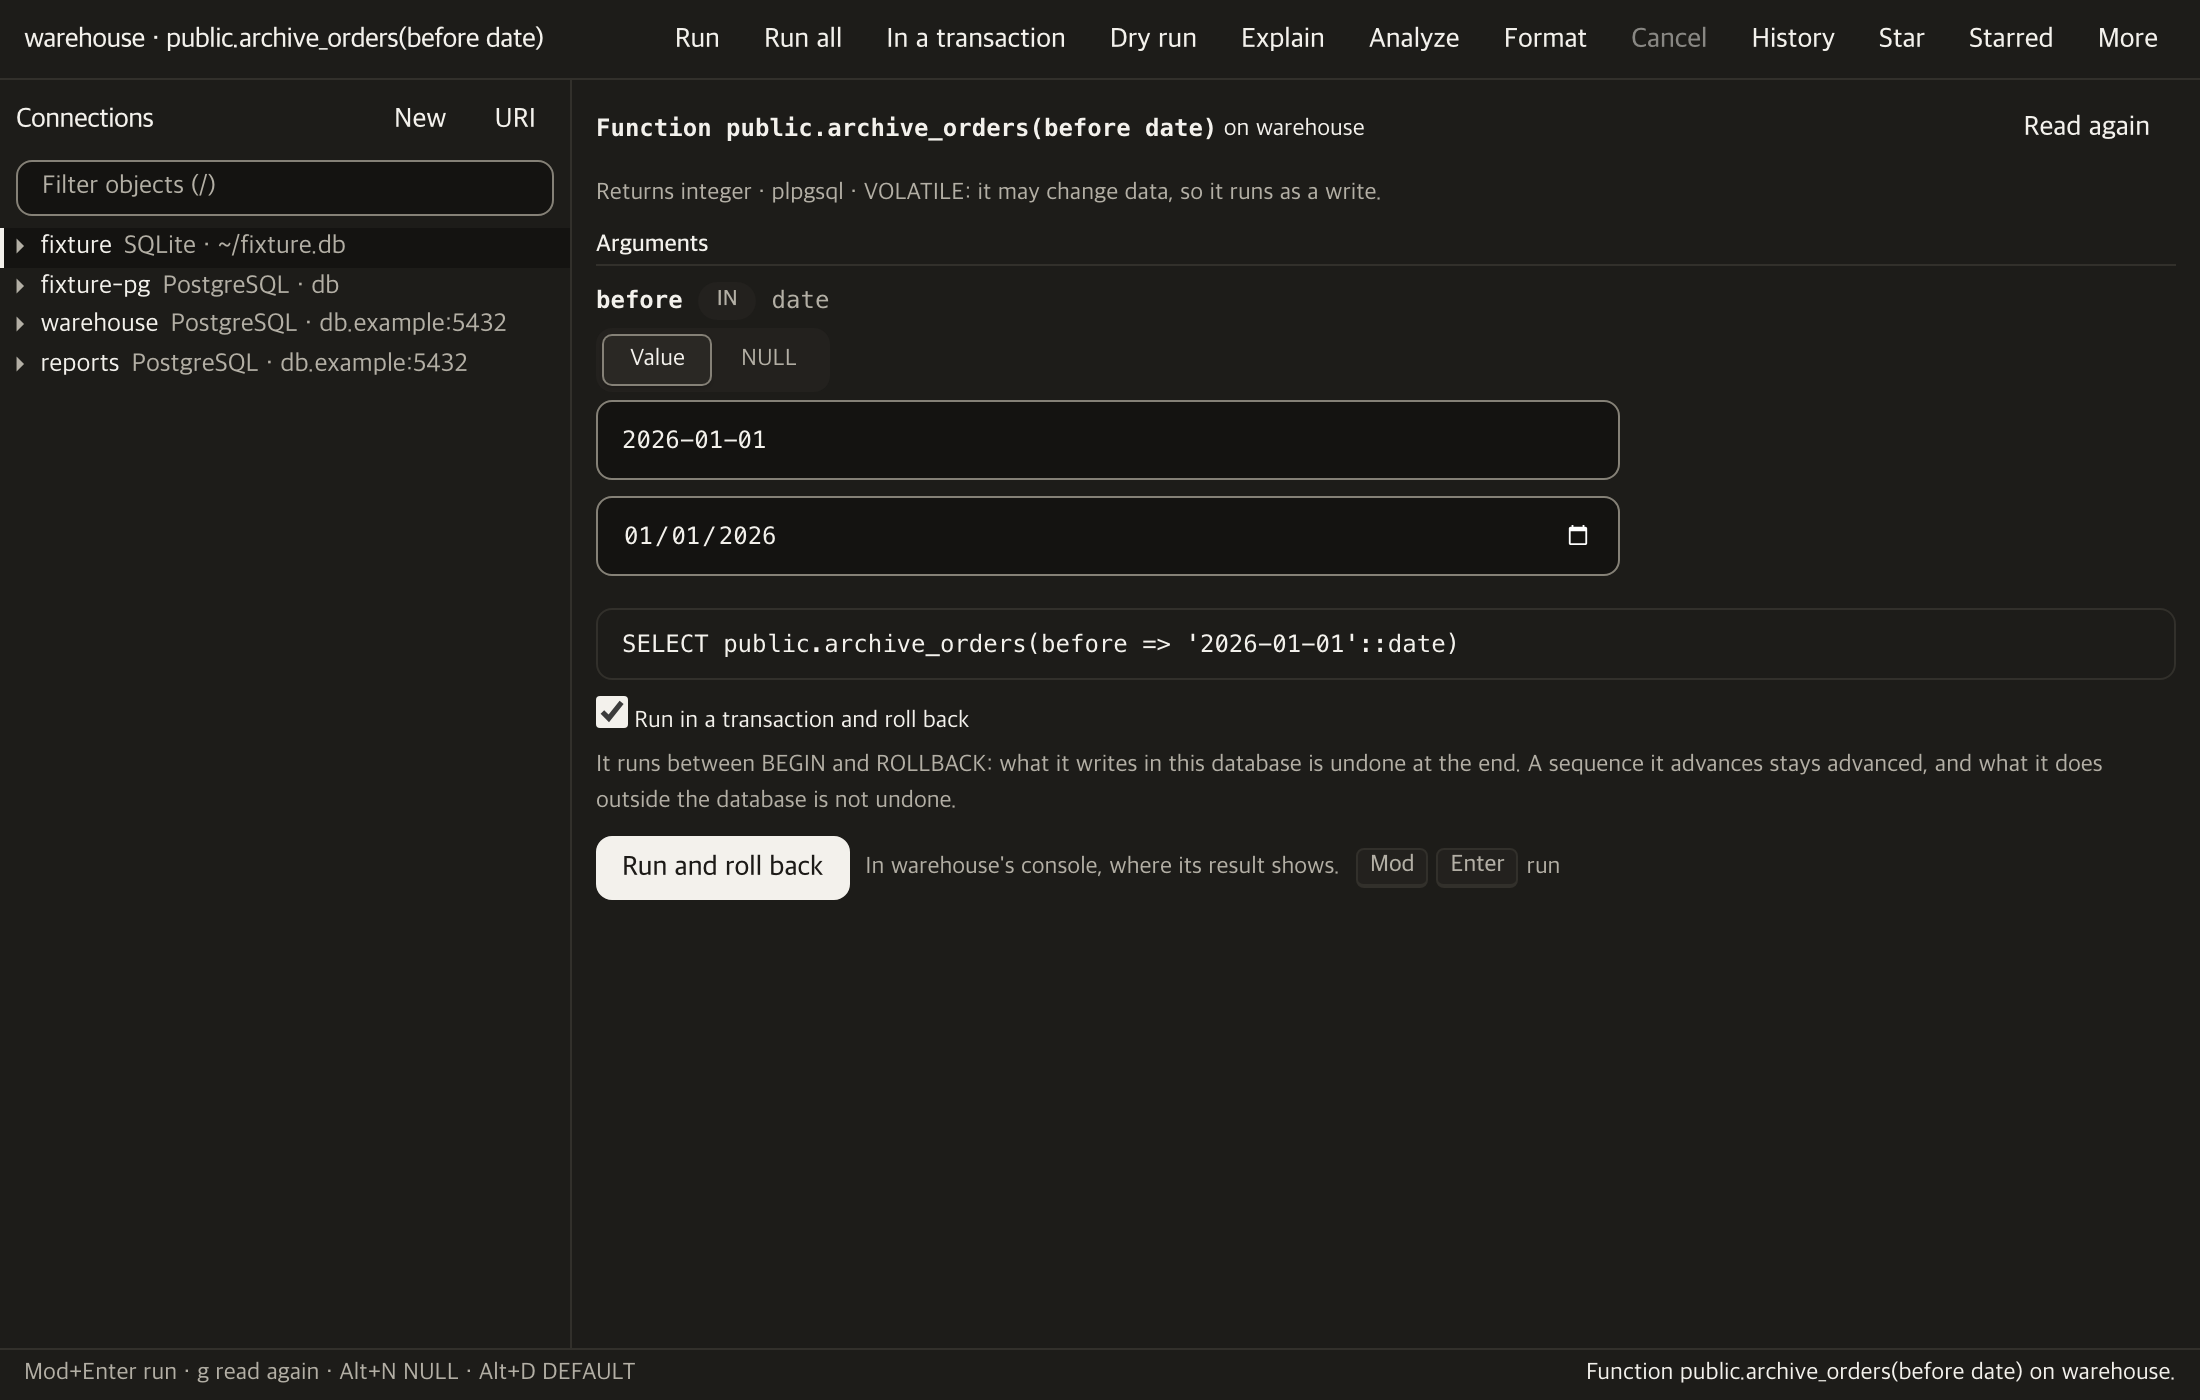 warehouse · public.archive_orders(before date)
Run Run all In a transaction Dry run Explain Analyze Format Cancel History Star Starred More
Connections New URI
Filter objects (/)
fixture SQLite · ~/fixture.db
fixture-pg PostgreSQL · db
warehouse PostgreSQL · db.example:5432
reports PostgreSQL · db.example:5432
Function public.archive_orders(before date) on warehouse
Read again
Returns integer · plpgsql · VOLATILE: it may change data, so it runs as a write.
Arguments
before IN date
Value NULL
2026-01-01
01/01/2026
SELECT public.archive_orders(before => '2026-01-01'::date)
Run in a transaction and roll back
It runs between BEGIN and ROLLBACK: what it writes in this database is undone at the end. A sequence it advances stays advanced, and what it does
outside the database is not undone.
Run and roll back In warehouse's console, where its result shows. Mod Enter run
Mod+Enter run · g read again · Alt+N NULL · Alt+D DEFAULT
Function public.archive_orders(before date) on warehouse.